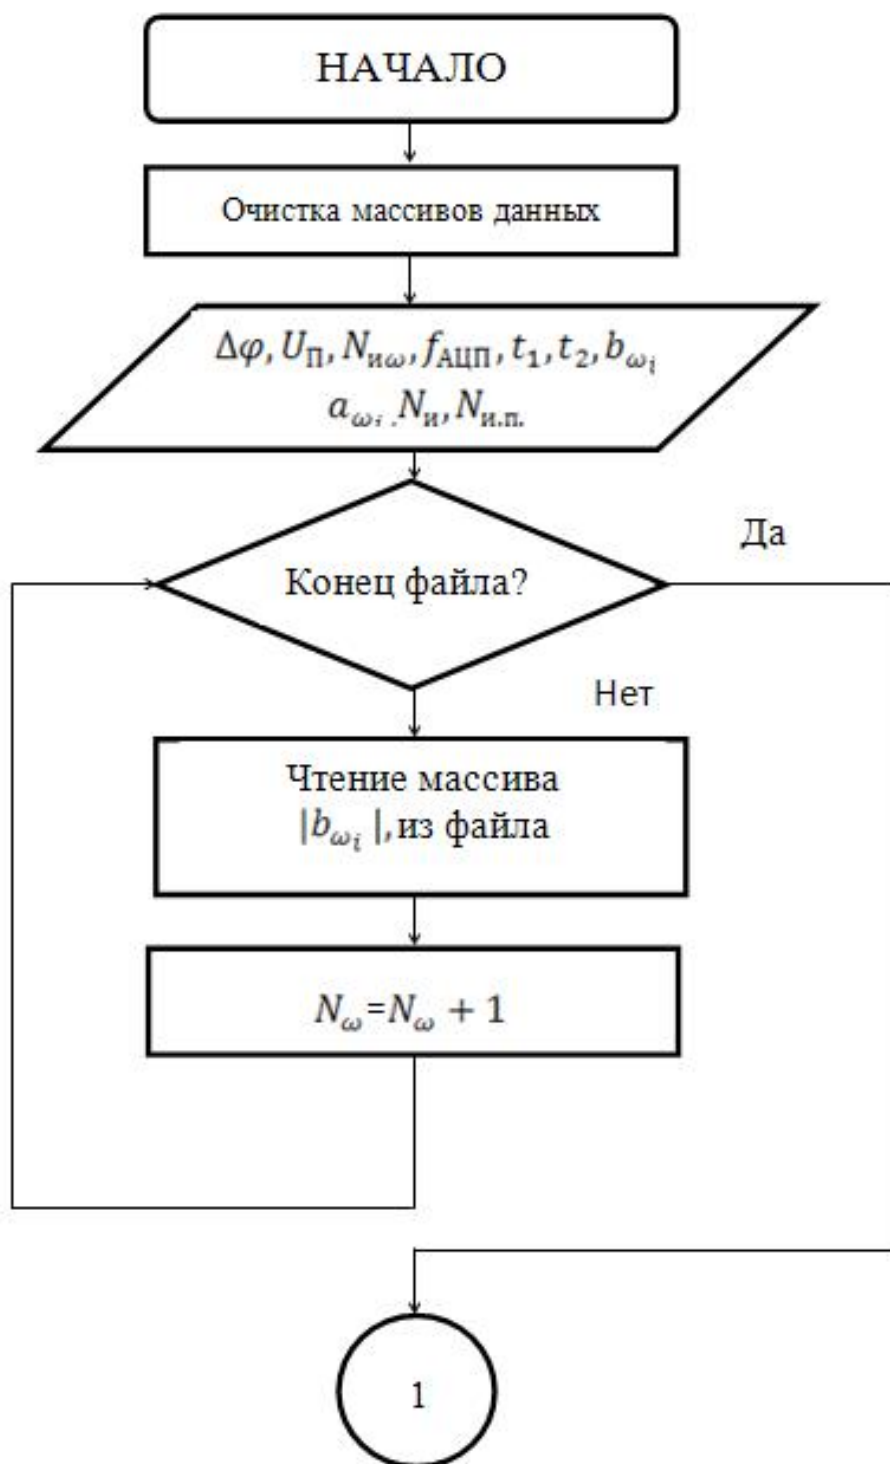 НАЧАЛО
Очистка массивов данных
Δφ, U_П, N_иω, f_АЦП, t_1, t_2, b_ω_i
a_ω_i . N_и, N_и.п.
Конец файла?
Да
Нет
Чтение массива
|b_ω_i |, из файла
N_ω=N_ω + 1
1